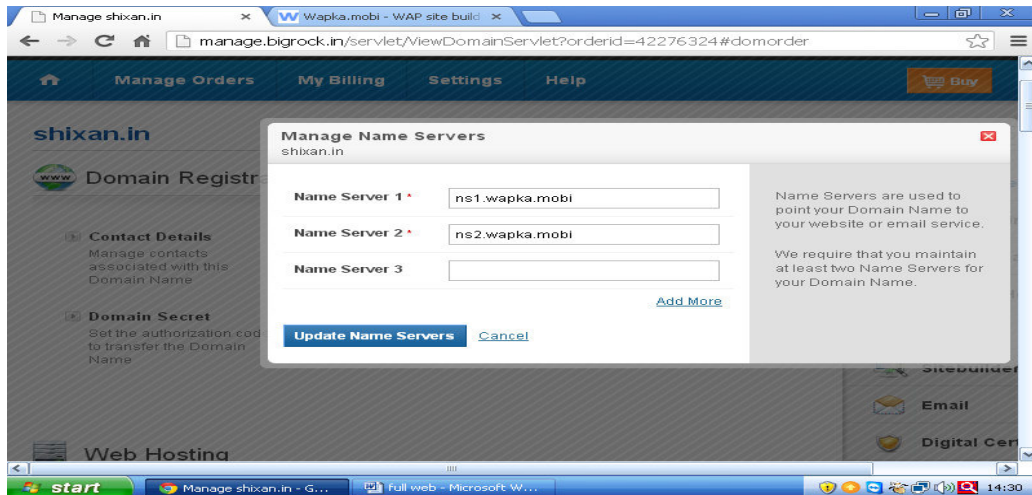 Manage shixan.in
Wapka.mobi - WAP site build
manage.bigrock.in/servlet/ViewDomainServlet?orderid=42276324#domorder
Manage Orders My Billing Settings Help Buy
shixan.in
Domain Registra
Contact Details
Manage contacts
associated with this
Domain Name
Domain Secret
Set the authorization cod
to transfer the Domain
Name
Web Hosting
Manage Name Servers
shixan.in
Name Server 1 * ns1.wapka.mobi
Name Server 2 * ns2.wapka.mobi
Name Server 3
Add More
Update Name Servers Cancel
Name Servers are used to
point your Domain Name to
your website or email service.
We require that you maintain
at least two Name Servers for
your Domain Name.
Sitebuilder
Email
Digital Cert
start
Manage shixan.in - G...
full web - Microsoft W...
14:30